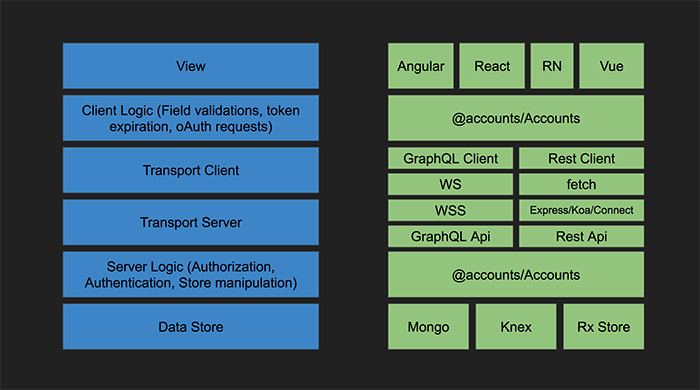 View
Client Logic (Field validations, token
expiration, oAuth requests)
Transport Client
Transport Server
Server Logic (Authorization,
Authentication, Store manipulation)
Data Store
Angular
React
RN
Vue
@accounts/Accounts
GraphQL Client
Rest Client
WS
fetch
WSS
Express/Koa/Connect
GraphQL Api
Rest Api
@accounts/Accounts
Mongo
Knex
Rx Store